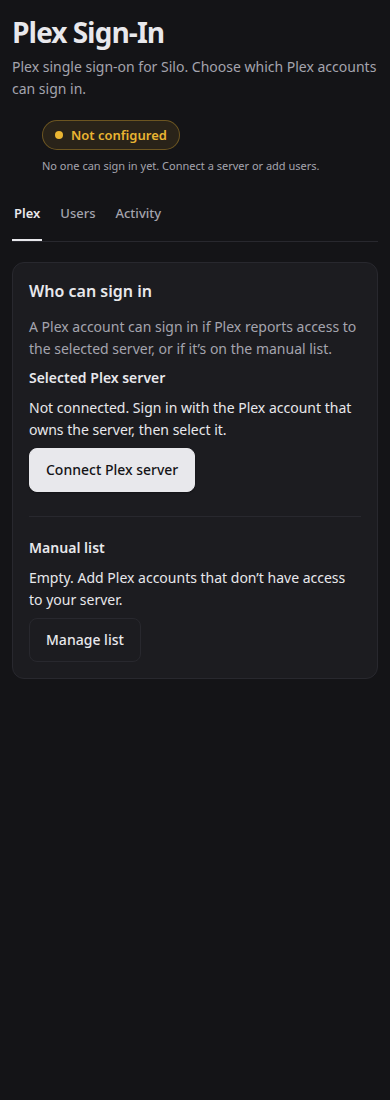 Plex Sign-In
Plex single sign-on for Silo. Choose which Plex accounts
can sign in.
Not configured
No one can sign in yet. Connect a server or add users.
Plex Users Activity
Who can sign in
A Plex account can sign in if Plex reports access to
the selected server, or if it’s on the manual list.
Selected Plex server
Not connected. Sign in with the Plex account that
owns the server, then select it.
Connect Plex server
Manual list
Empty. Add Plex accounts that don’t have access
to your server.
Manage list